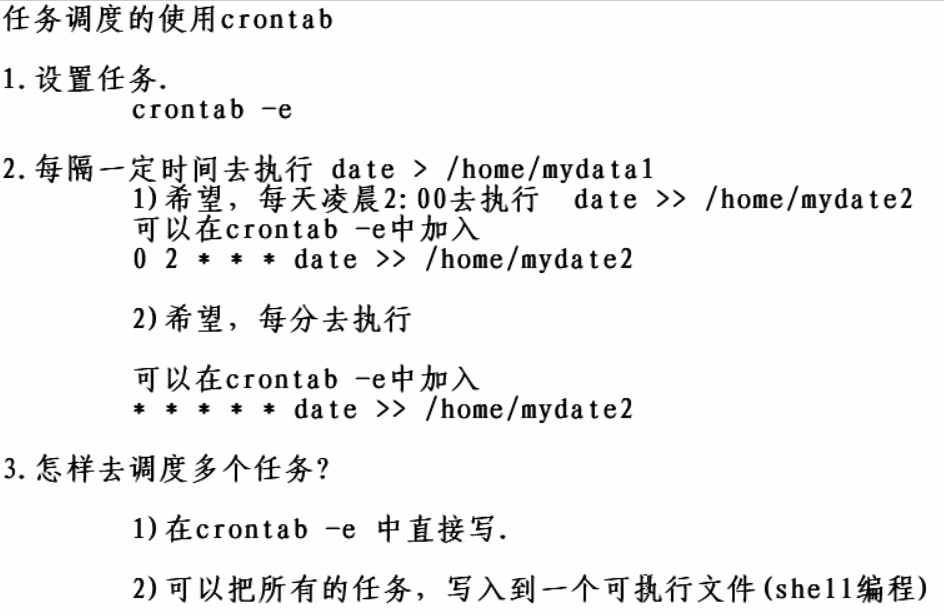 任务调度的使用crontab
1.设置任务.
crontab -e
2.每隔一定时间去执行 date > /home/mydata1
1)希望，每天凌晨2:00去执行 date >> /home/mydate2
可以在crontab -e中加入
0 2 * * * date >> /home/mydate2
2)希望，每分去执行
可以在crontab -e中加入
* * * * * date >> /home/mydate2
3.怎样去调度多个任务?
1)在crontab -e 中直接写.
2)可以把所有的任务，写入到一个可执行文件(shell编程)